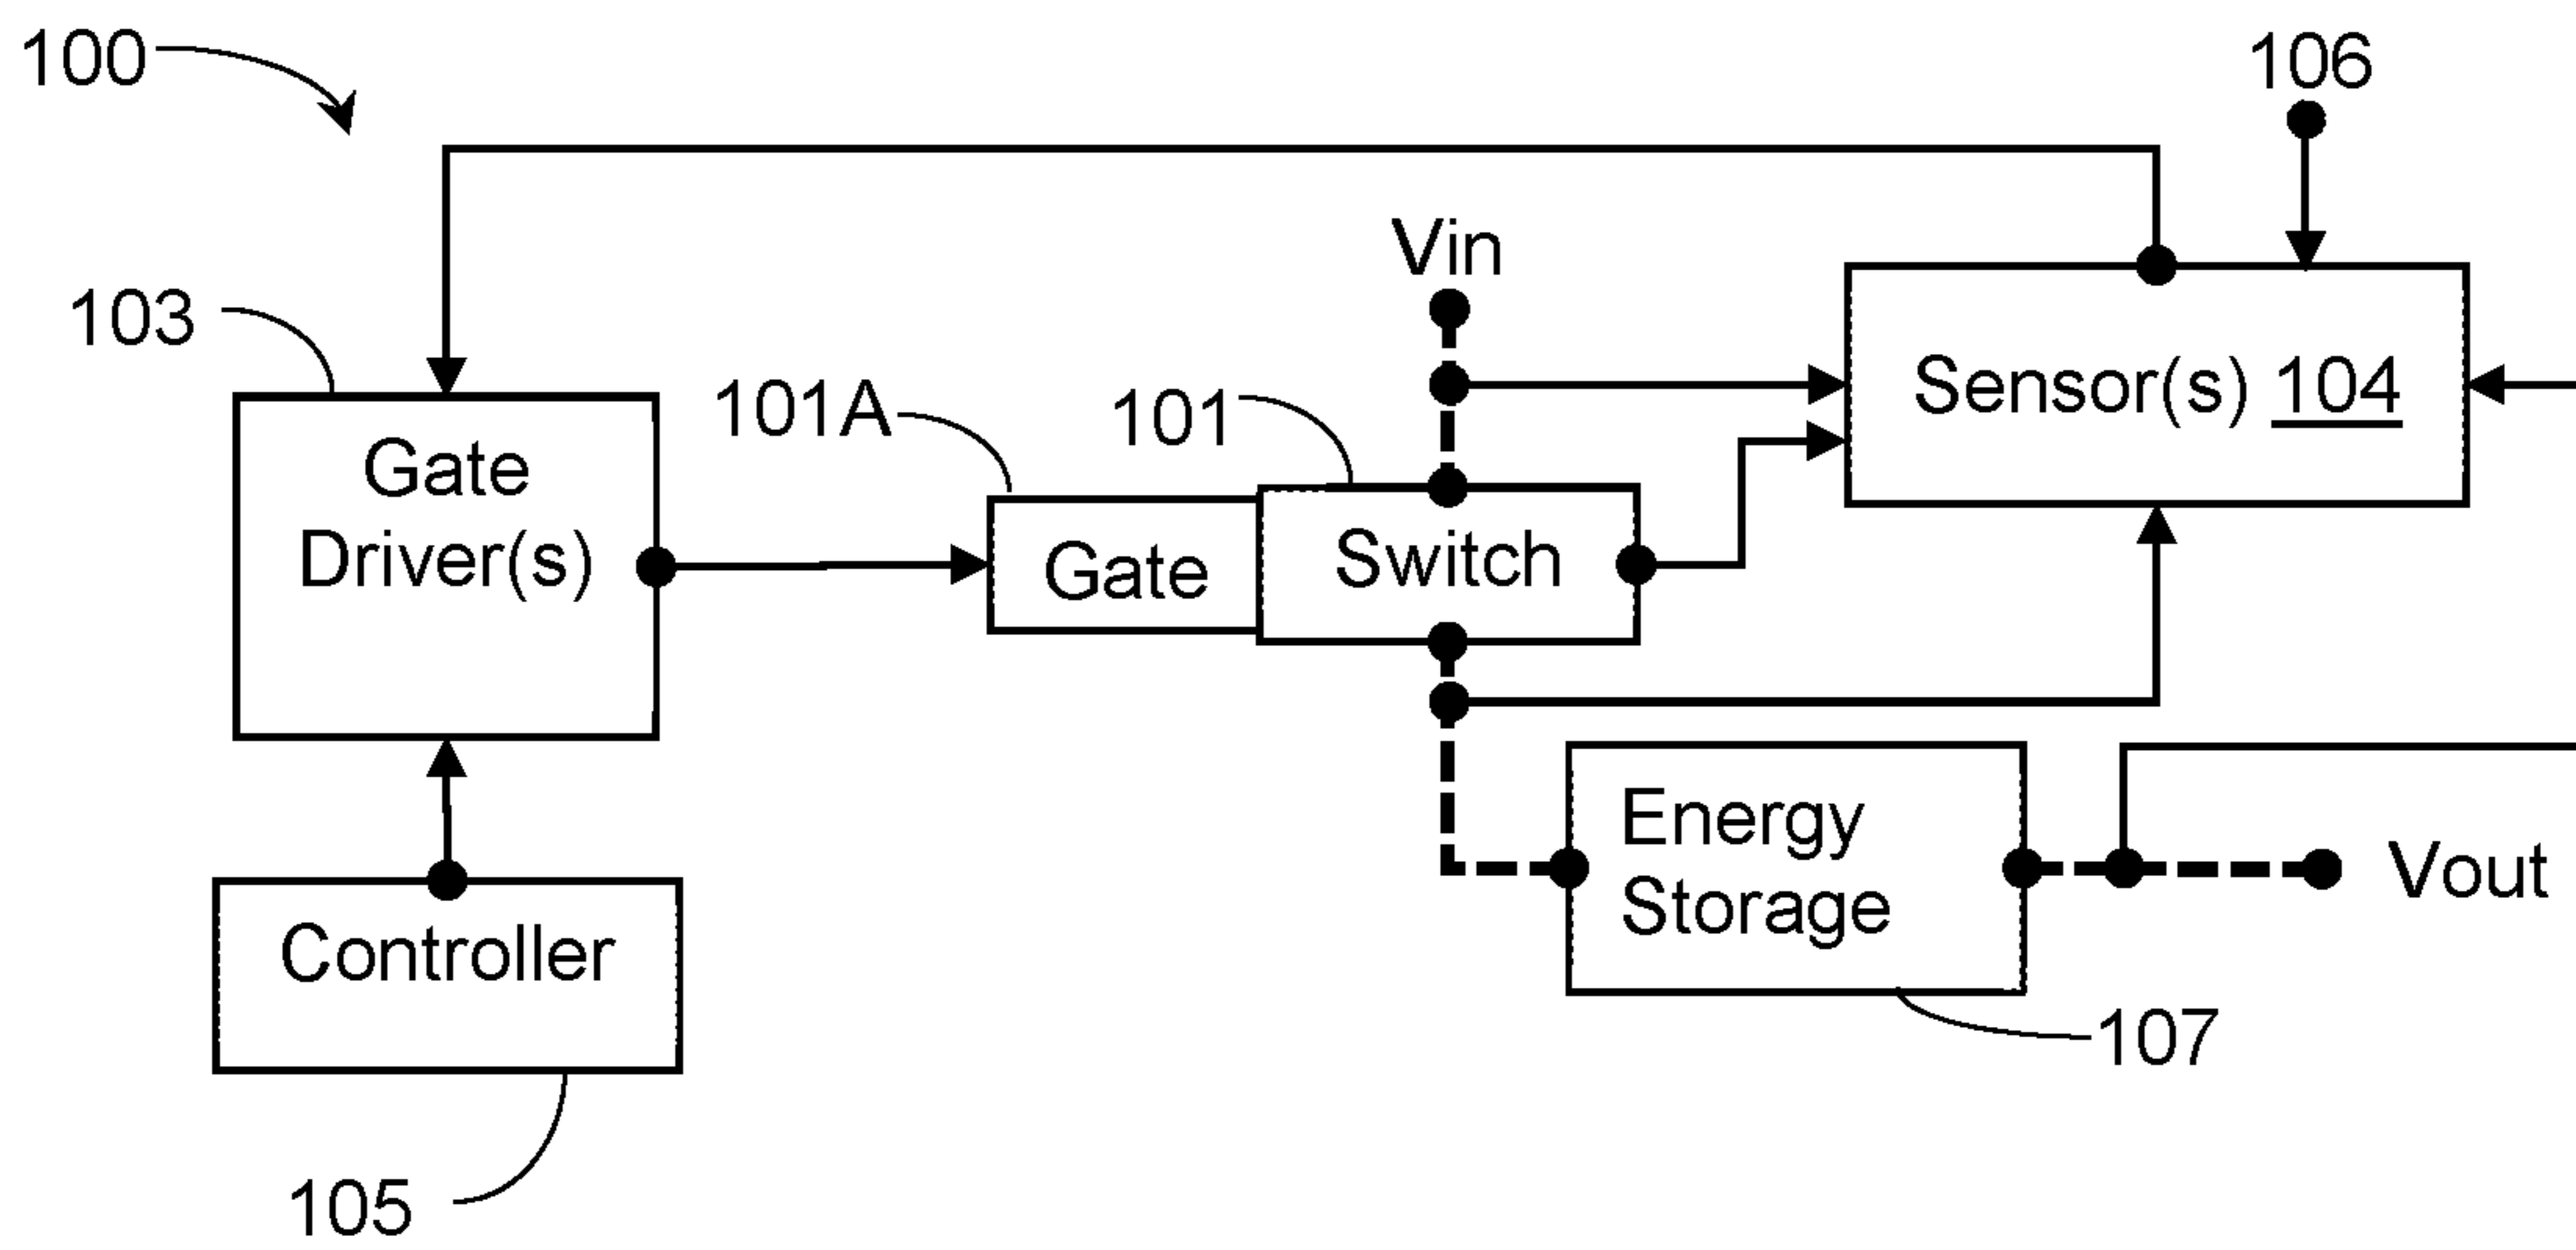 100
106
Vin
103
101A
101
Sensor(s) 104
Gate
Driver(s)
Gate
Switch
Energy
Storage
Vout
Controller
107
105